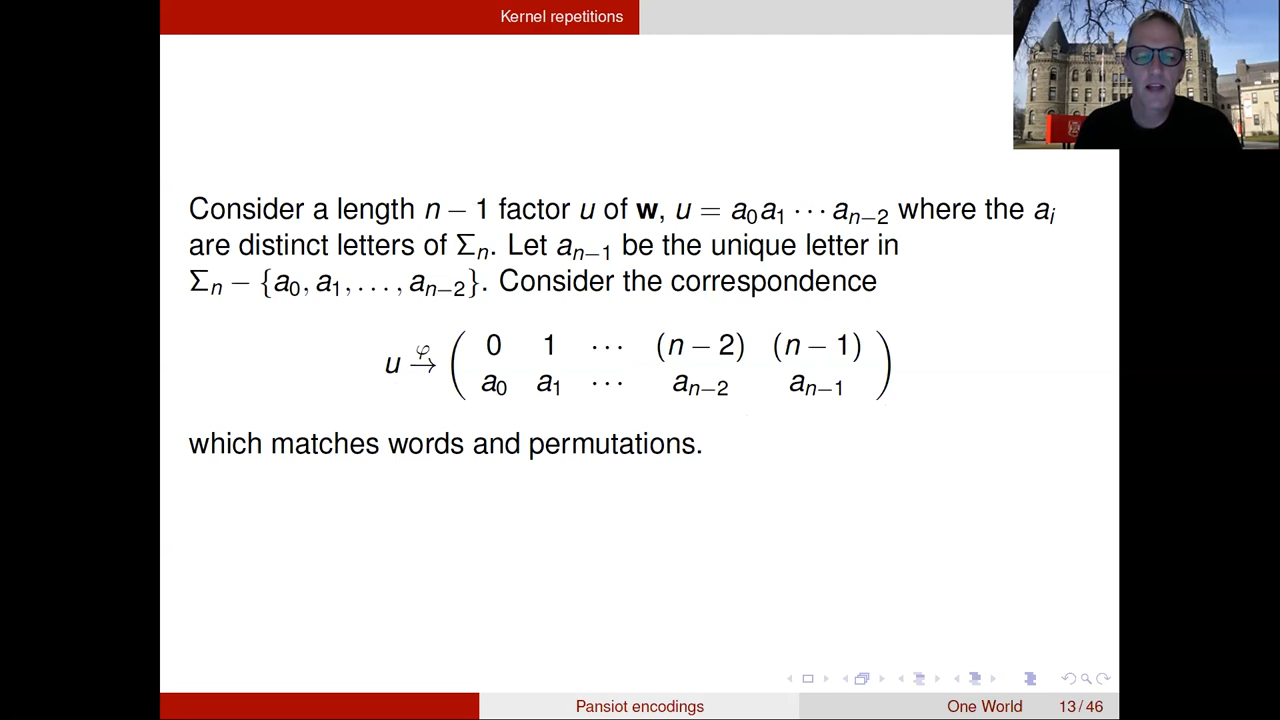 Kernel repetitions
Consider a length n − 1 factor u of w, u = a₀a₁ ⋯ aₙ₋₂ where the aᵢ
are distinct letters of Σₙ. Let aₙ₋₁ be the unique letter in
Σₙ − {a₀, a₁, . . . , aₙ₋₂}. Consider the correspondence
u →^φ ( 0 1 ⋯ (n − 2) (n − 1)
a₀ a₁ ⋯ aₙ₋₂ aₙ₋₁ )
which matches words and permutations.
Pansiot encodings One World 13 / 46